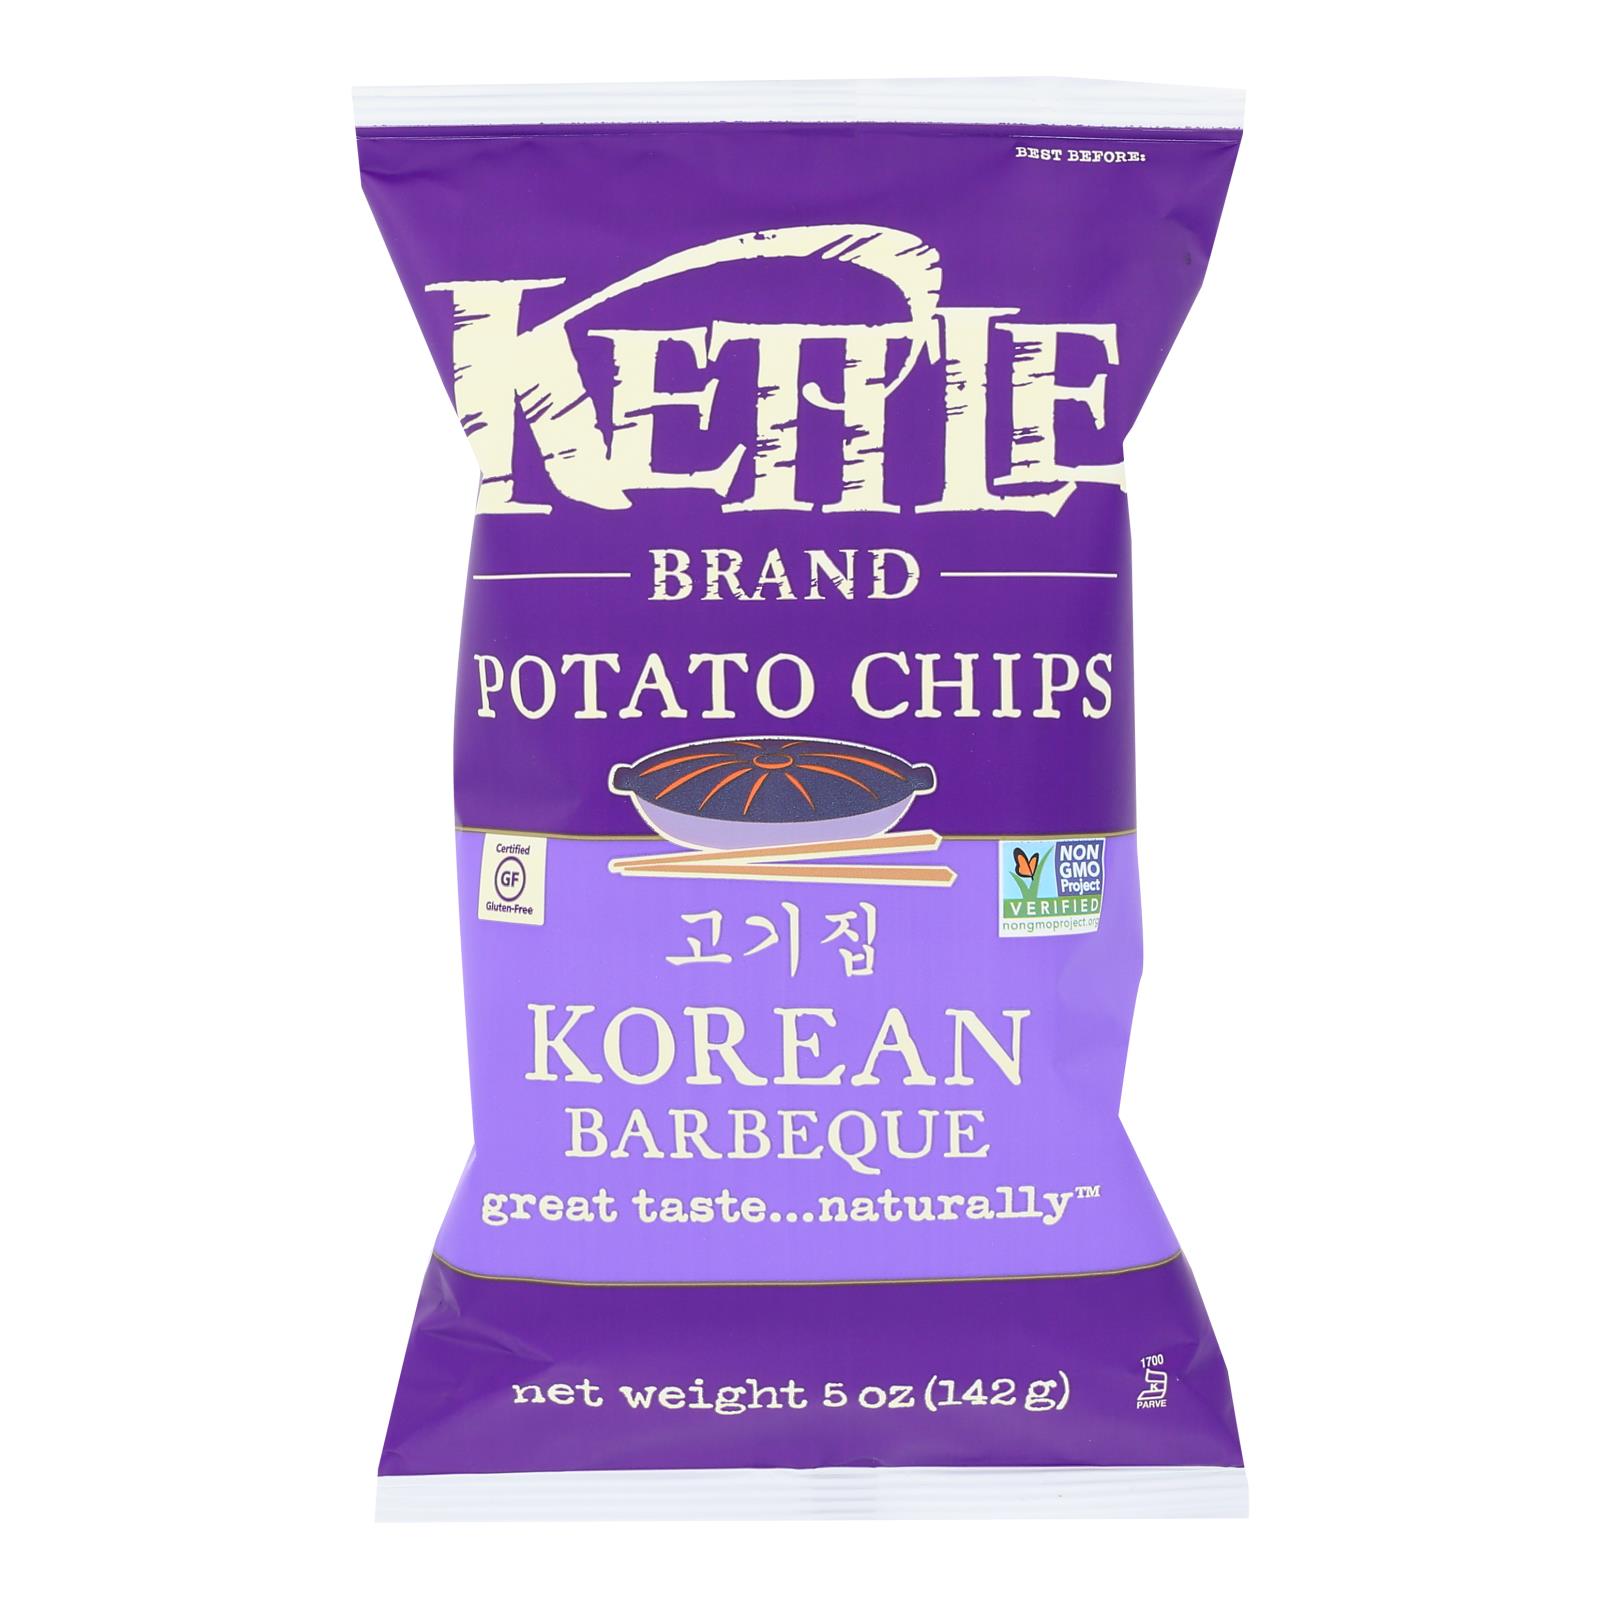 BEST BEFORE:
KETTLE
BRAND
POTATO CHIPS
Certified
GF
Gluten-Free
NON
GMO
Project
VERIFIED
nongmoproject.org
고기집
KOREAN
BARBEQUE
great taste...naturally™
net weight 5 oz (142 g)
1700
K
PARVE